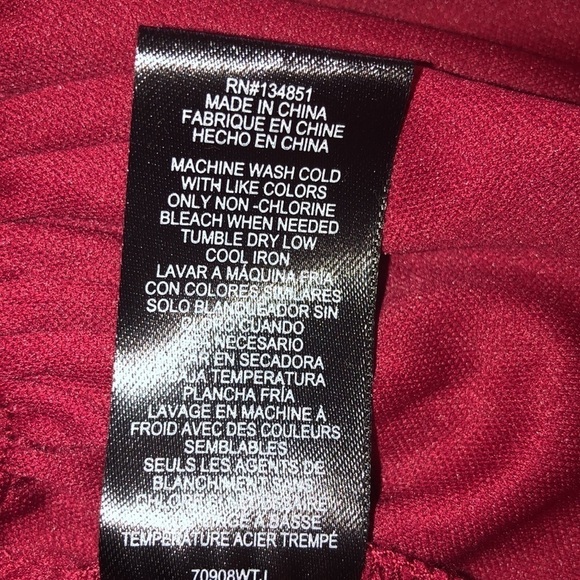 RN#134851
MADE IN CHINA
FABRIQUE EN CHINE
HECHO EN CHINA
MACHINE WASH COLD
WITH LIKE COLORS
ONLY NON -CHLORINE
BLEACH WHEN NEEDED
TUMBLE DRY LOW
COOL IRON
LAVAR A MÁQUINA FRÍA
CON COLORES SIMILARES
SOLO BLANQUEADOR SIN
CLORO CUANDO
NECESARIO
EN SECADORA
TEMPERATURA
PLANCHA FRÍA
LAVAGE EN MACHINE À
FROID AVEC DES COULEURS
SEMBLABLES
SEULS LES AGENTS DE
BLANCHIMENT SANS
A BASSE
TEMPÉRATURE ACIER TREMPÉ
70908WTJ